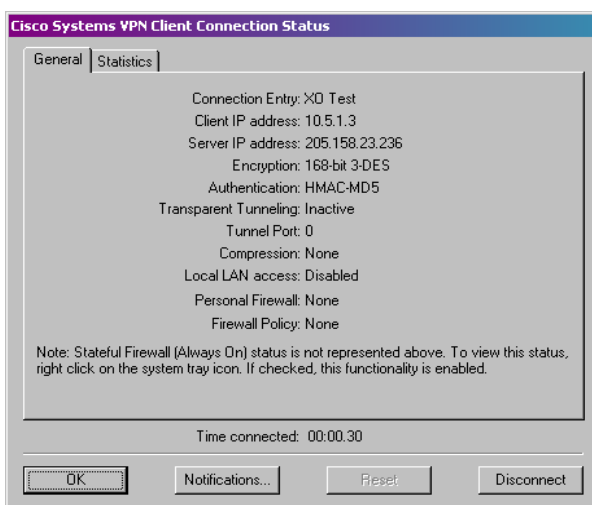 Cisco Systems VPN Client Connection Status
General Statistics
Connection Entry: XO Test
Client IP address: 10.5.1.3
Server IP address: 205.158.23.236
Encryption: 168-bit 3-DES
Authentication: HMAC-MD5
Transparent Tunneling: Inactive
Tunnel Port: 0
Compression: None
Local LAN access: Disabled
Personal Firewall: None
Firewall Policy: None
Note: Stateful Firewall (Always On) status is not represented above. To view this status,
right click on the system tray icon. If checked, this functionality is enabled.
Time connected: 00:00.30
OK Notifications... Reset Disconnect